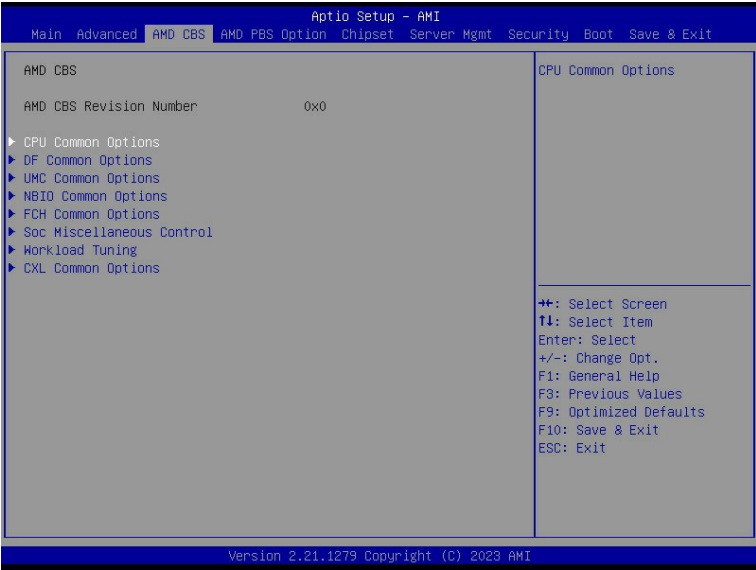 Aptio Setup - AMI
Main Advanced AMD CBS AMD PBS Option Chipset Server Mgmt Security Boot Save & Exit
AMD CBS
AMD CBS Revision Number 0x0
CPU Common Options
DF Common Options
UMC Common Options
NBIO Common Options
FCH Common Options
Soc Miscellaneous Control
Workload Tuning
CXL Common Options
CPU Common Options
→←: Select Screen
↑↓: Select Item
Enter: Select
+/-: Change Opt.
F1: General Help
F3: Previous Values
F9: Optimized Defaults
F10: Save & Exit
ESC: Exit
Version 2.21.1279 Copyright (C) 2023 AMI